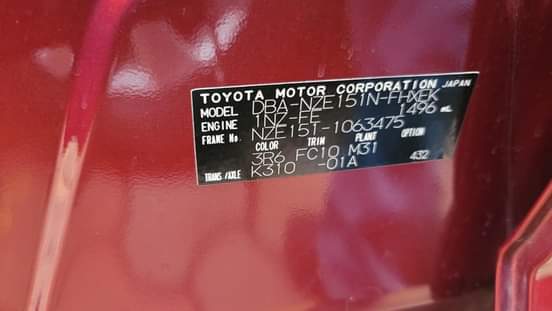 TOYOTA MOTOR CORPORATION JAPAN
MODEL DBA-NZE151N-FHXEK
ENGINE 1NZ-FE 1496 mL
FRAME No. NZE151-1063475
COLOR TRIM PLANT OPTION
3R6 FC10 M31 432
TRANS/AXLE K310 -01A